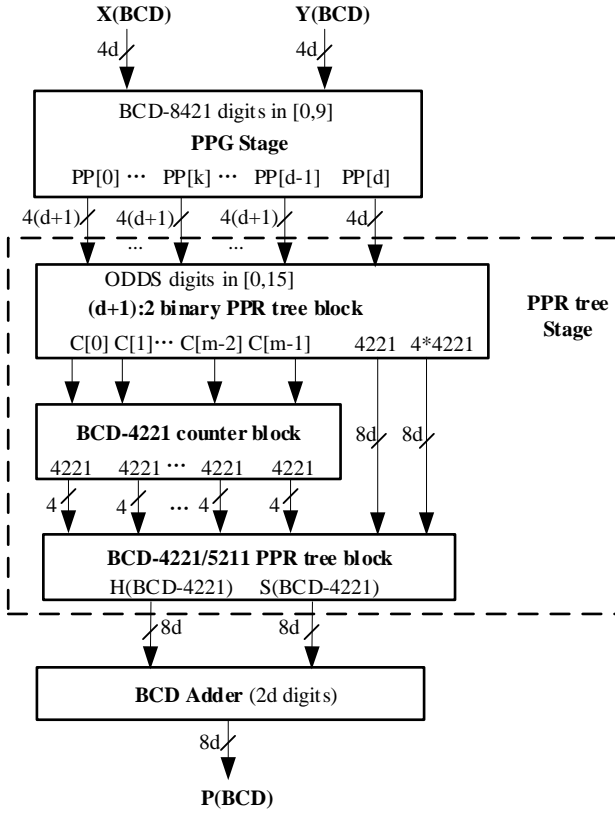 X(BCD) Y(BCD)
4d 4d
BCD-8421 digits in [0,9]
PPG Stage
PP[0] ··· PP[k] ··· PP[d-1] PP[d]
4(d+1) 4(d+1) 4(d+1) 4d
... ...
ODDS digits in [0,15]
(d+1):2 binary PPR tree block
C[0] C[1]··· C[m-2] C[m-1] 4221 4*4221
PPR tree
Stage
BCD-4221 counter block
8d 8d
4221 4221 ··· 4221 4221
4 4 ... 4 4
BCD-4221/5211 PPR tree block
H(BCD-4221) S(BCD-4221)
8d 8d
BCD Adder (2d digits)
8d
P(BCD)